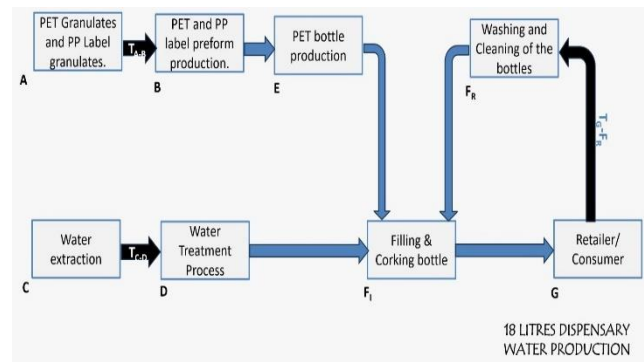 PET Granulates
and PP Label
granulates.
T A-B
PET and PP
label preform
production.
PET bottle
production
Washing and
Cleaning of the
bottles
A
B
E
F R
T G-F R
Water
extraction
T C-D
Water
Treatment
Process
Filling &
Corking bottle
Retailer/
Consumer
C
D
F I
G
18 LITRES DISPENSARY
WATER PRODUCTION